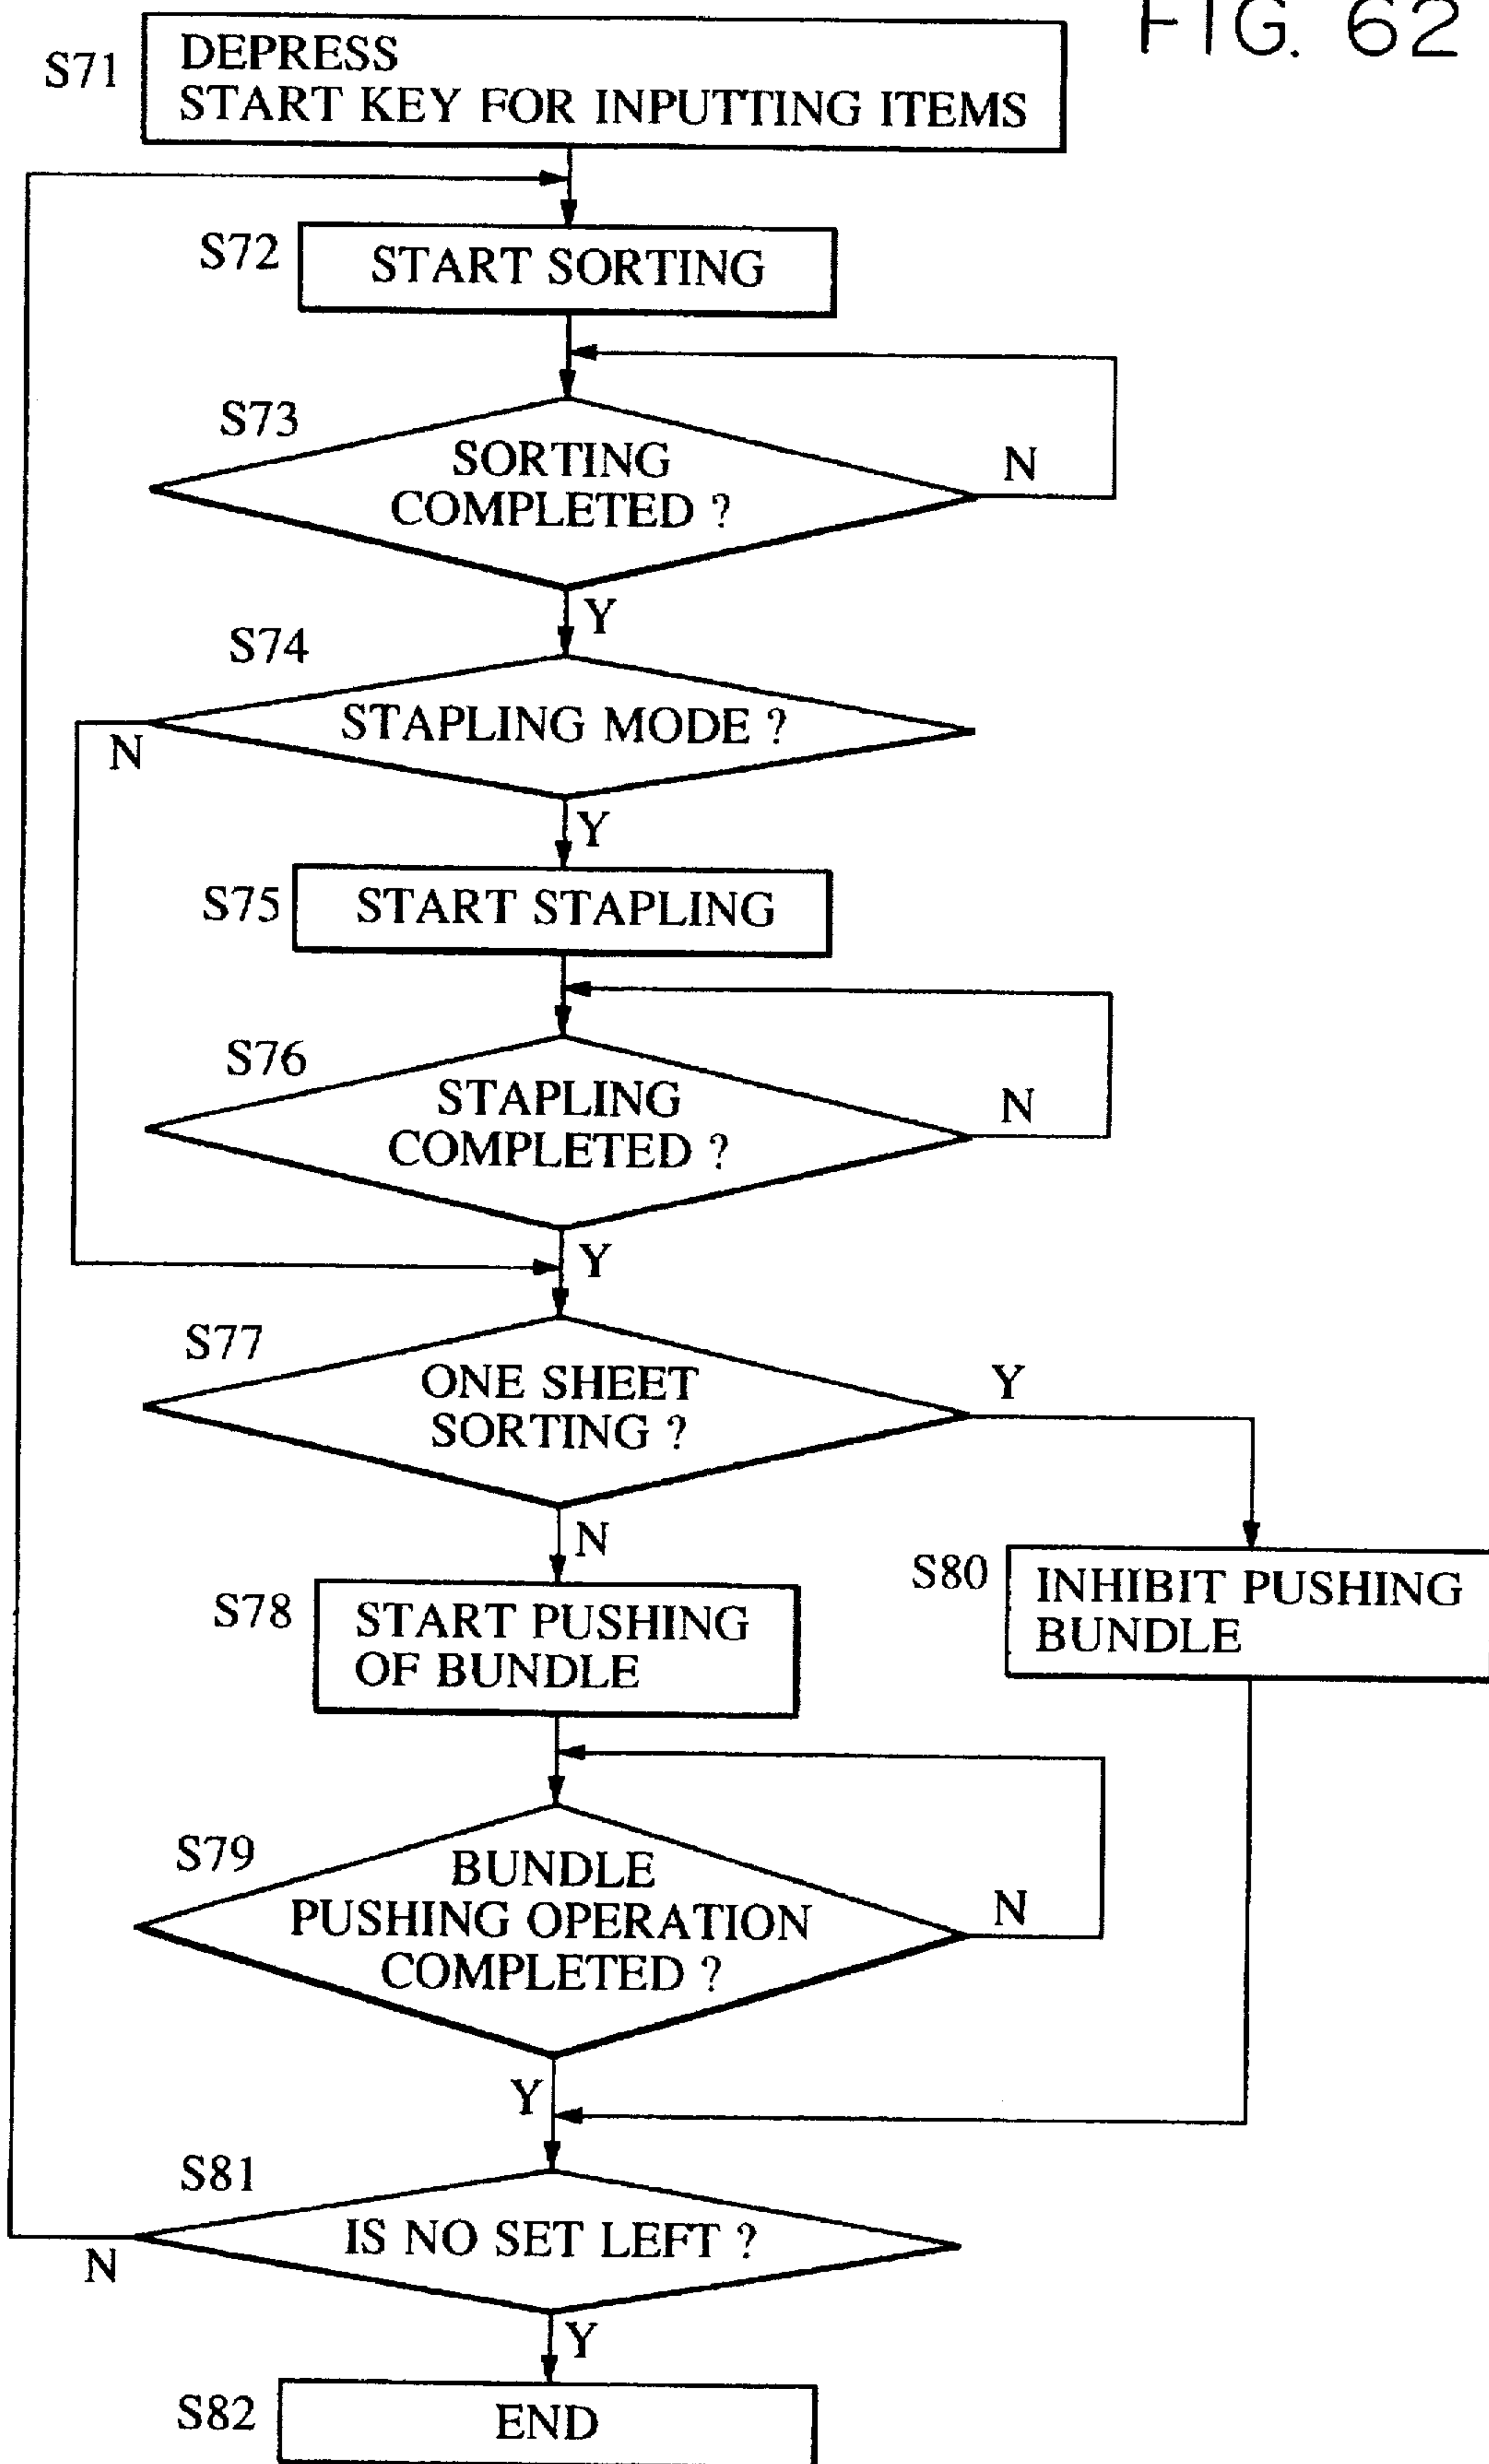 FIG. 62
S71
DEPRESS
START KEY FOR INPUTTING ITEMS
S72
START SORTING
S73
SORTING
COMPLETED ?
N
Y
S74
STAPLING MODE ?
N
Y
S75
START STAPLING
S76
STAPLING
COMPLETED ?
N
Y
S77
ONE SHEET
SORTING ?
Y
N
S78
START PUSHING
OF BUNDLE
S80
INHIBIT PUSHING
BUNDLE
S79
BUNDLE
PUSHING OPERATION
COMPLETED ?
N
Y
S81
IS NO SET LEFT ?
N
Y
S82
END